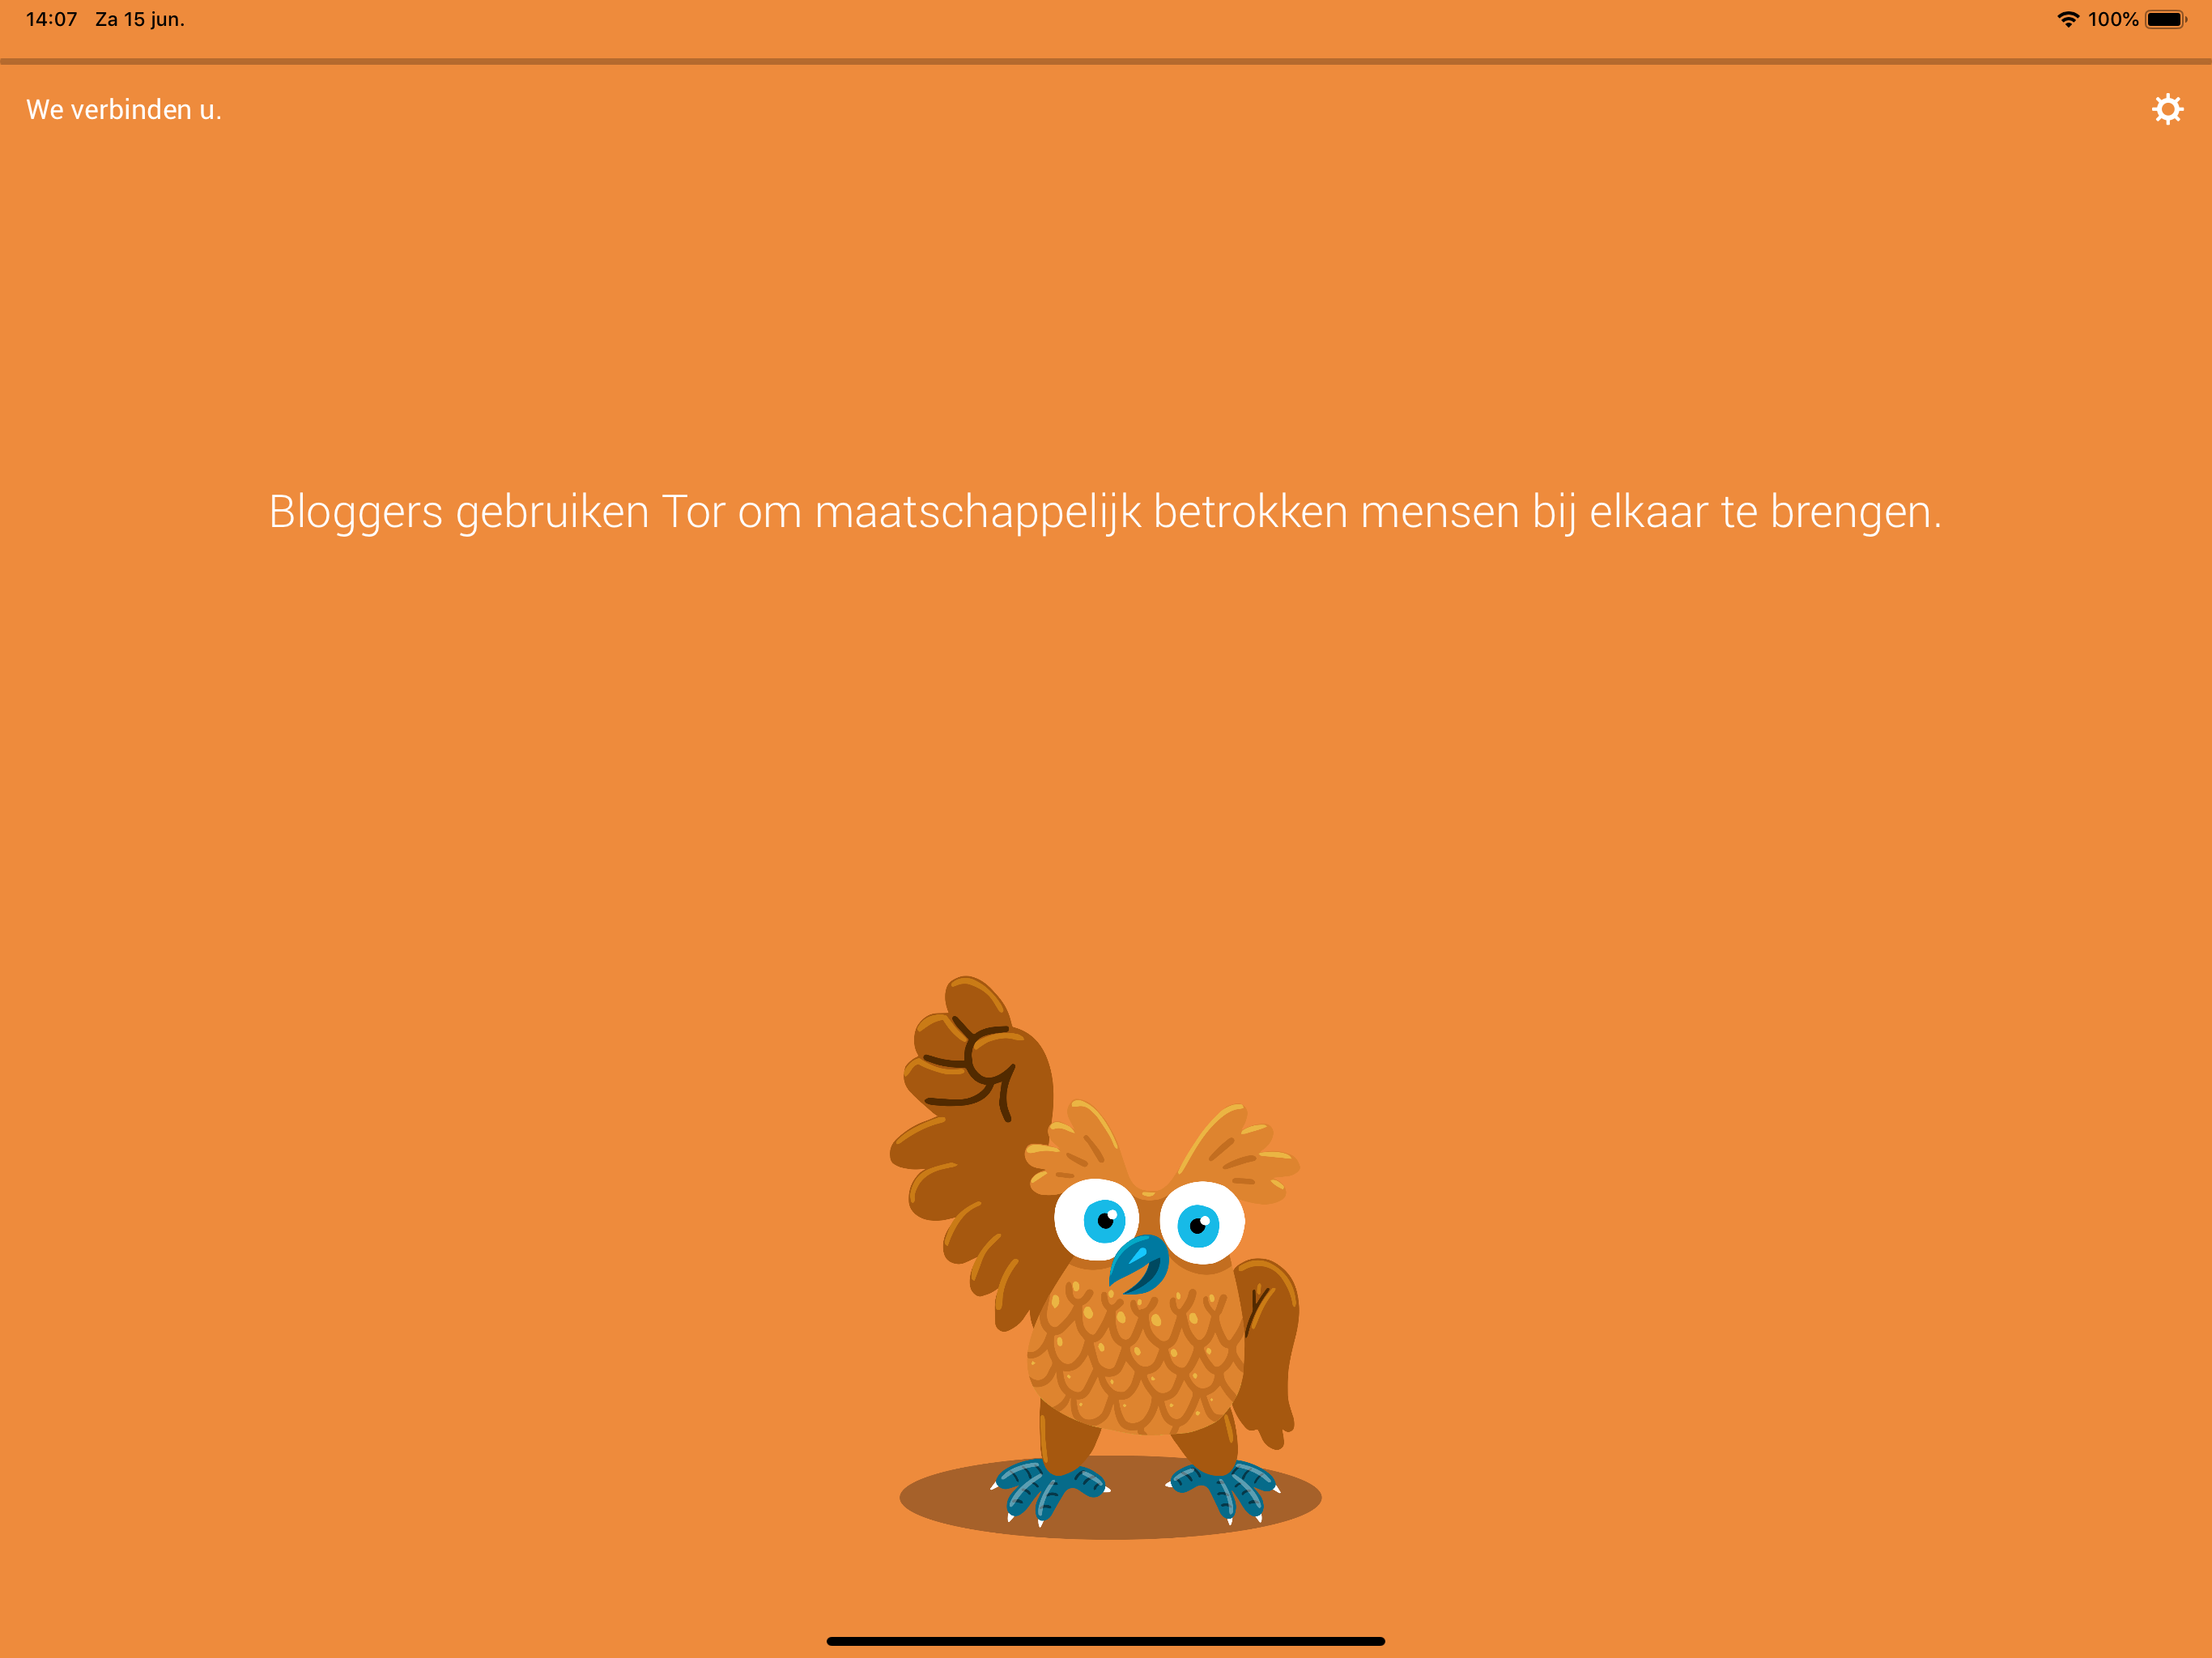 14:07 Za 15 jun.
100%
We verbinden u.
Bloggers gebruiken Tor om maatschappelijk betrokken mensen bij elkaar te brengen.